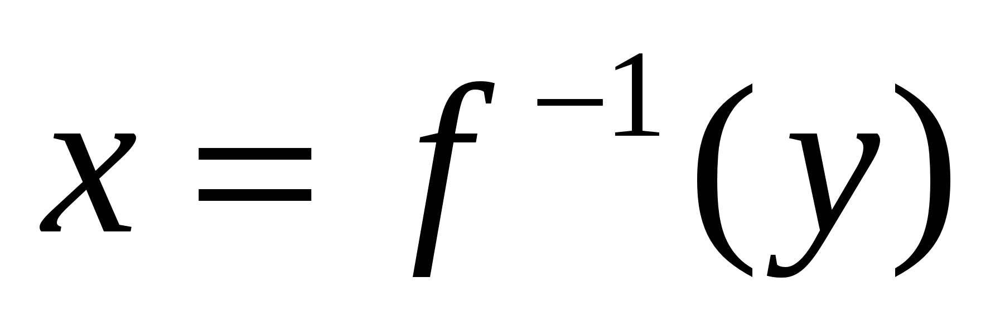 x = f⁻¹(y)